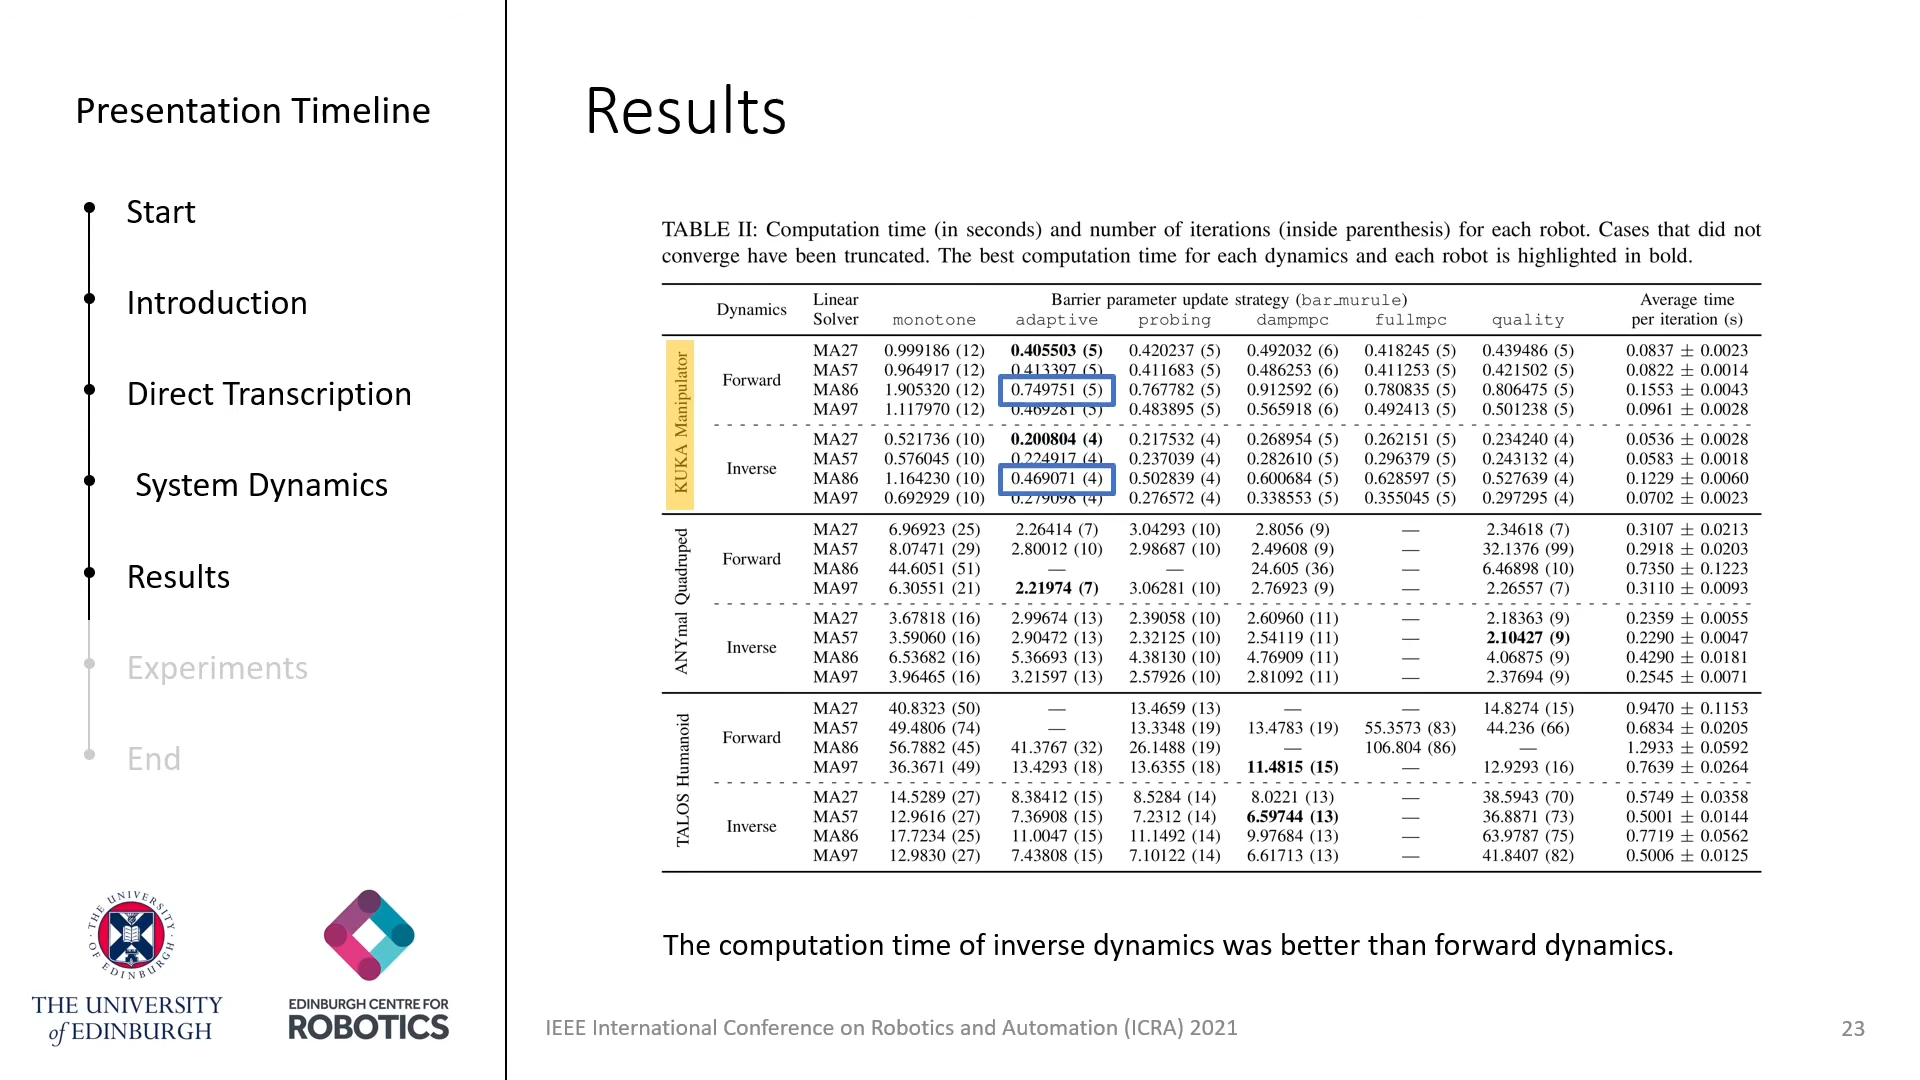 Presentation Timeline
Start
Introduction
Direct Transcription
System Dynamics
Results
Experiments
End
THE UNIVERSITY OF EDINBURGH
THE UNIVERSITY
of EDINBURGH
EDINBURGH CENTRE FOR
ROBOTICS
Results
TABLE II: Computation time (in seconds) and number of iterations (inside parenthesis) for each robot. Cases that did not
converge have been truncated. The best computation time for each dynamics and each robot is highlighted in bold.
Dynamics Linear Solver Barrier parameter update strategy (bar_murule) Average time per iteration (s)
monotone adaptive probing dampmpc fullmpc quality
KUKA Manipulator
Forward
MA27 0.999186 (12) 0.405503 (5) 0.420237 (5) 0.492032 (6) 0.418245 (5) 0.439486 (5) 0.0837 ± 0.0023
MA57 0.964917 (12) 0.413397 (5) 0.411683 (5) 0.486253 (6) 0.411253 (5) 0.421502 (5) 0.0822 ± 0.0014
MA86 1.905320 (12) 0.749751 (5) 0.767782 (5) 0.912592 (6) 0.780835 (5) 0.806475 (5) 0.1553 ± 0.0043
MA97 1.117970 (12) 0.469281 (5) 0.483895 (5) 0.565918 (6) 0.492413 (5) 0.501238 (5) 0.0961 ± 0.0028
Inverse
MA27 0.521736 (10) 0.200804 (4) 0.217532 (4) 0.268954 (5) 0.262151 (5) 0.234240 (4) 0.0536 ± 0.0028
MA57 0.576045 (10) 0.224917 (4) 0.237039 (4) 0.282610 (5) 0.296379 (5) 0.243132 (4) 0.0583 ± 0.0018
MA86 1.164230 (10) 0.469071 (4) 0.502839 (4) 0.600684 (5) 0.628597 (5) 0.527639 (4) 0.1229 ± 0.0060
MA97 0.692929 (10) 0.279098 (4) 0.276572 (4) 0.338553 (5) 0.355045 (5) 0.297295 (4) 0.0702 ± 0.0023
ANYmal Quadruped
Forward
MA27 6.96923 (25) 2.26414 (7) 3.04293 (10) 2.8056 (9) — 2.34618 (7) 0.3107 ± 0.0213
MA57 8.07471 (29) 2.80012 (10) 2.98687 (10) 2.49608 (9) — 32.1376 (99) 0.2918 ± 0.0203
MA86 44.6051 (51) — — 24.605 (36) — 6.46898 (10) 0.7350 ± 0.1223
MA97 6.30551 (21) 2.21974 (7) 3.06281 (10) 2.76923 (9) — 2.26557 (7) 0.3110 ± 0.0093
Inverse
MA27 3.67818 (16) 2.99674 (13) 2.39058 (10) 2.60960 (11) — 2.18363 (9) 0.2359 ± 0.0055
MA57 3.59060 (16) 2.90472 (13) 2.32125 (10) 2.54119 (11) — 2.10427 (9) 0.2290 ± 0.0047
MA86 6.53682 (16) 5.36693 (13) 4.38130 (10) 4.76909 (11) — 4.06875 (9) 0.4290 ± 0.0181
MA97 3.96465 (16) 3.21597 (13) 2.57926 (10) 2.81092 (11) — 2.37694 (9) 0.2545 ± 0.0071
TALOS Humanoid
Forward
MA27 40.8323 (50) — 13.4659 (13) — — 14.8274 (15) 0.9470 ± 0.1153
MA57 49.4806 (74) — 13.3348 (19) 13.4783 (19) 55.3573 (83) 44.236 (66) 0.6834 ± 0.0205
MA86 56.7882 (45) 41.3767 (32) 26.1488 (19) — 106.804 (86) — 1.2933 ± 0.0592
MA97 36.3671 (49) 13.4293 (18) 13.6355 (18) 11.4815 (15) — 12.9293 (16) 0.7639 ± 0.0264
Inverse
MA27 14.5289 (27) 8.38412 (15) 8.5284 (14) 8.0221 (13) — 38.5943 (70) 0.5749 ± 0.0358
MA57 12.9616 (27) 7.36908 (15) 7.2312 (14) 6.59744 (13) — 36.8871 (73) 0.5001 ± 0.0144
MA86 17.7234 (25) 11.0047 (15) 11.1492 (14) 9.97684 (13) — 63.9787 (75) 0.7719 ± 0.0562
MA97 12.9830 (27) 7.43808 (15) 7.10122 (14) 6.61713 (13) — 41.8407 (82) 0.5006 ± 0.0125
The computation time of inverse dynamics was better than forward dynamics.
IEEE International Conference on Robotics and Automation (ICRA) 2021
23